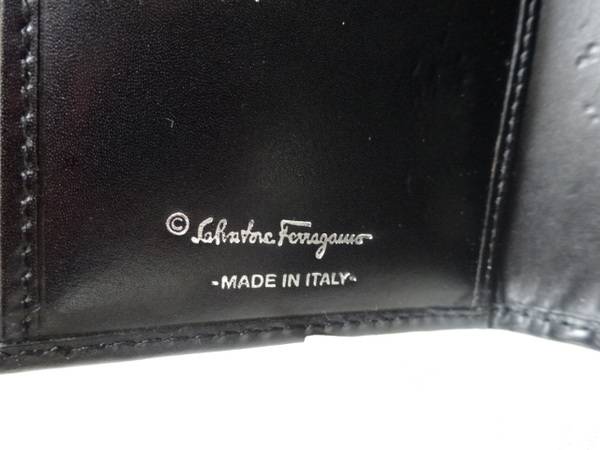 © Salvatore Ferragamo
-MADE IN ITALY-